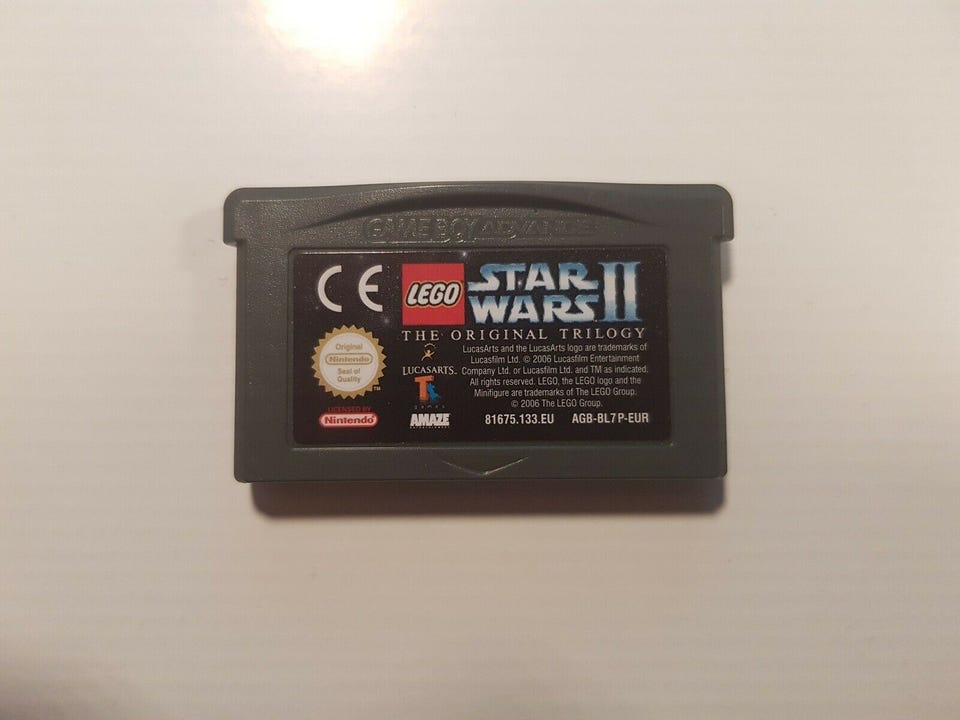 GAME BOY ADVANCE
CE
LEGO
STAR
WARS II
THE ORIGINAL TRILOGY
Original
Nintendo
Seal of
Quality
TM
LICENSED BY
Nintendo
LUCASARTS
T
games
AMAZE
ENTERTAINMENT
LucasArts and the LucasArts logo are trademarks of
Lucasfilm Ltd. © 2006 Lucasfilm Entertainment
Company Ltd. or Lucasfilm Ltd. and TM as indicated.
All rights reserved. LEGO, the LEGO logo and the
Minifigure are trademarks of The LEGO Group.
© 2006 The LEGO Group.
81675.133.EU AGB-BL7P-EUR